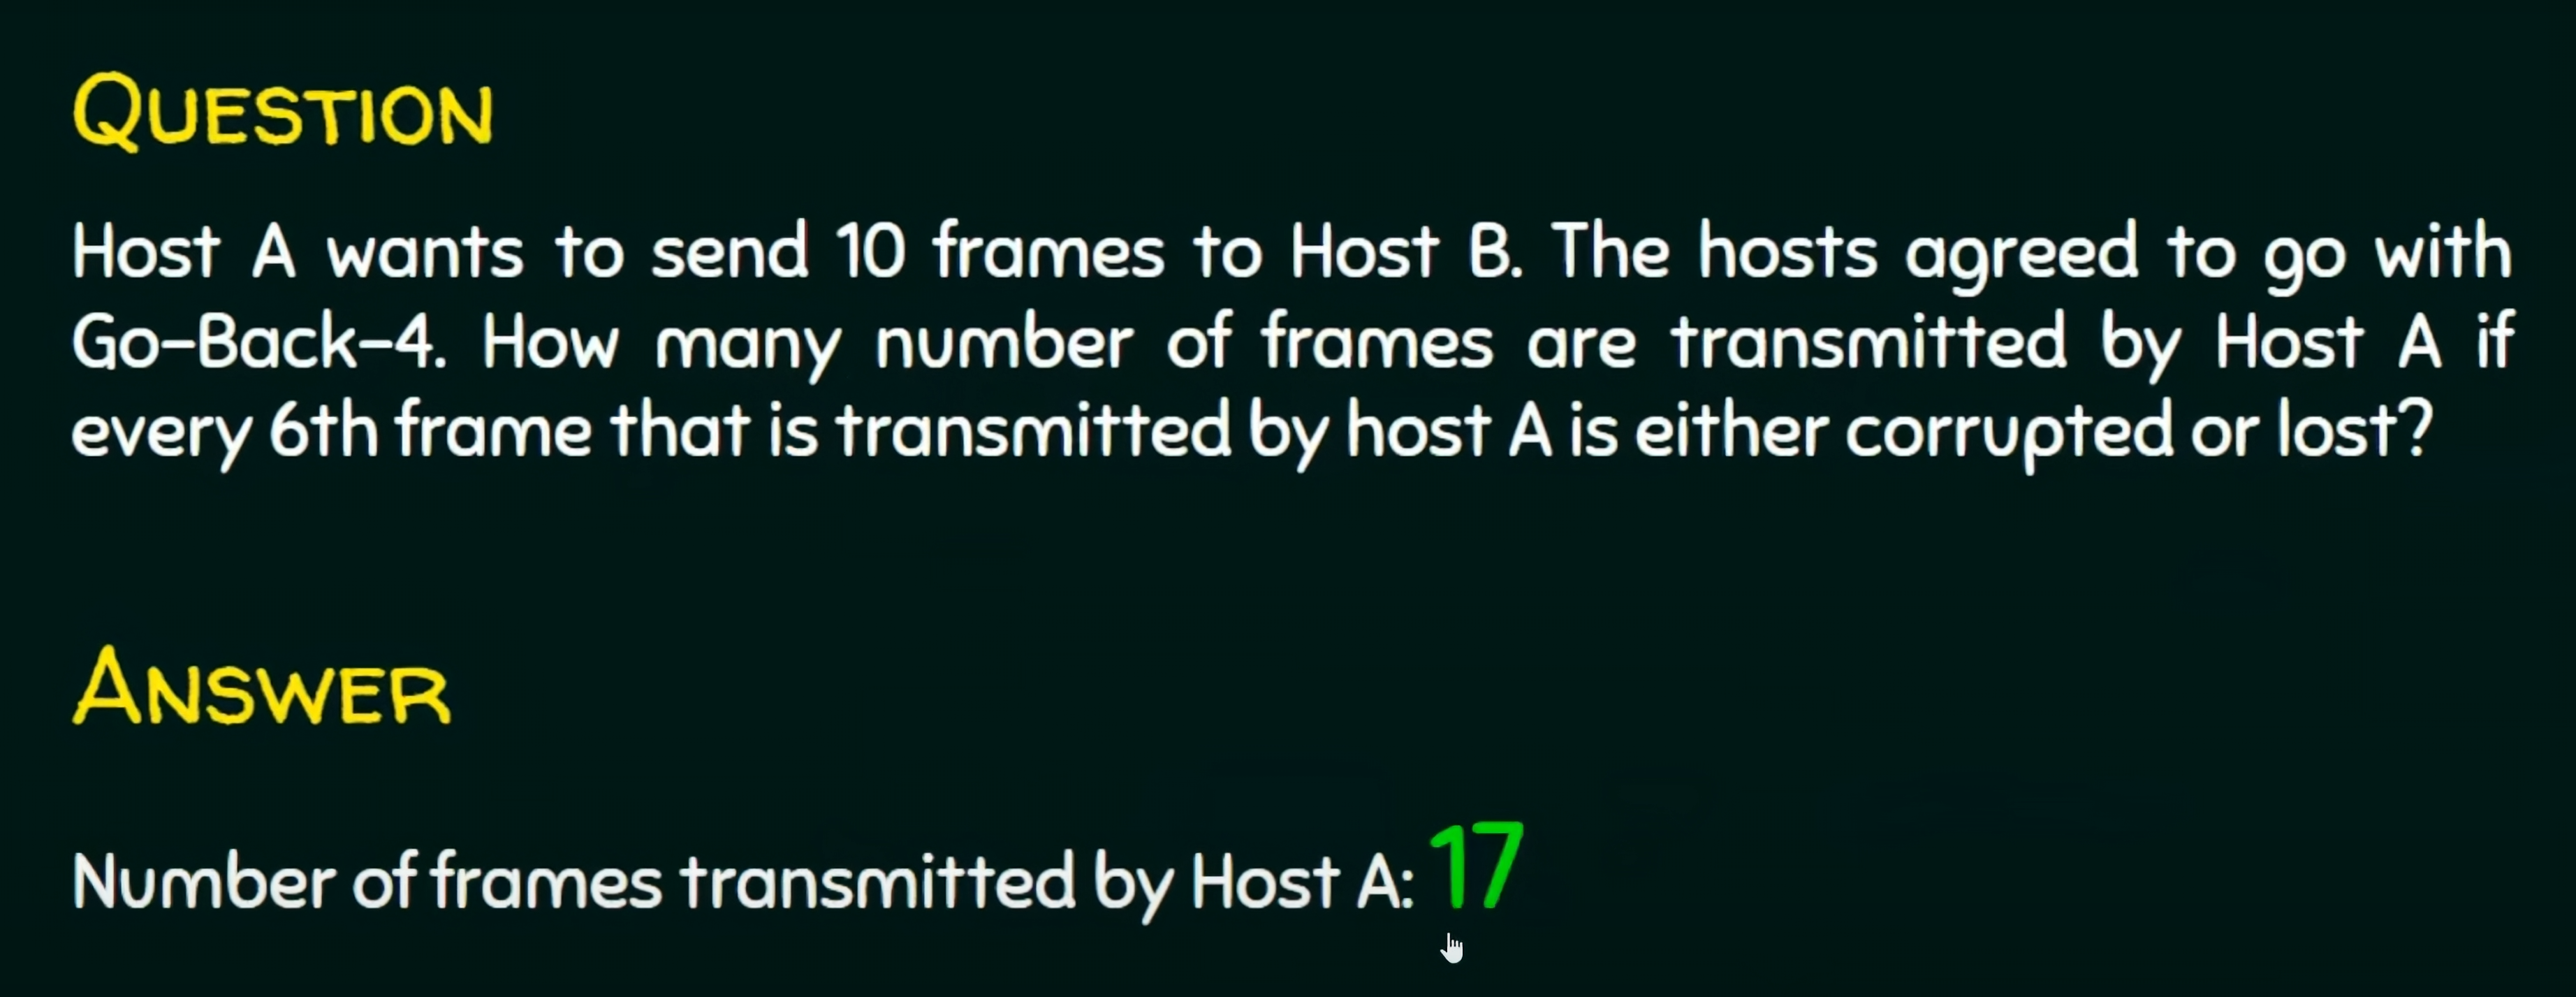 QUESTION
Host A wants to send 10 frames to Host B. The hosts agreed to go with
Go-Back-4. How many number of frames are transmitted by Host A if
every 6th frame that is transmitted by host A is either corrupted or lost?
ANSWER
Number of frames transmitted by Host A: 17